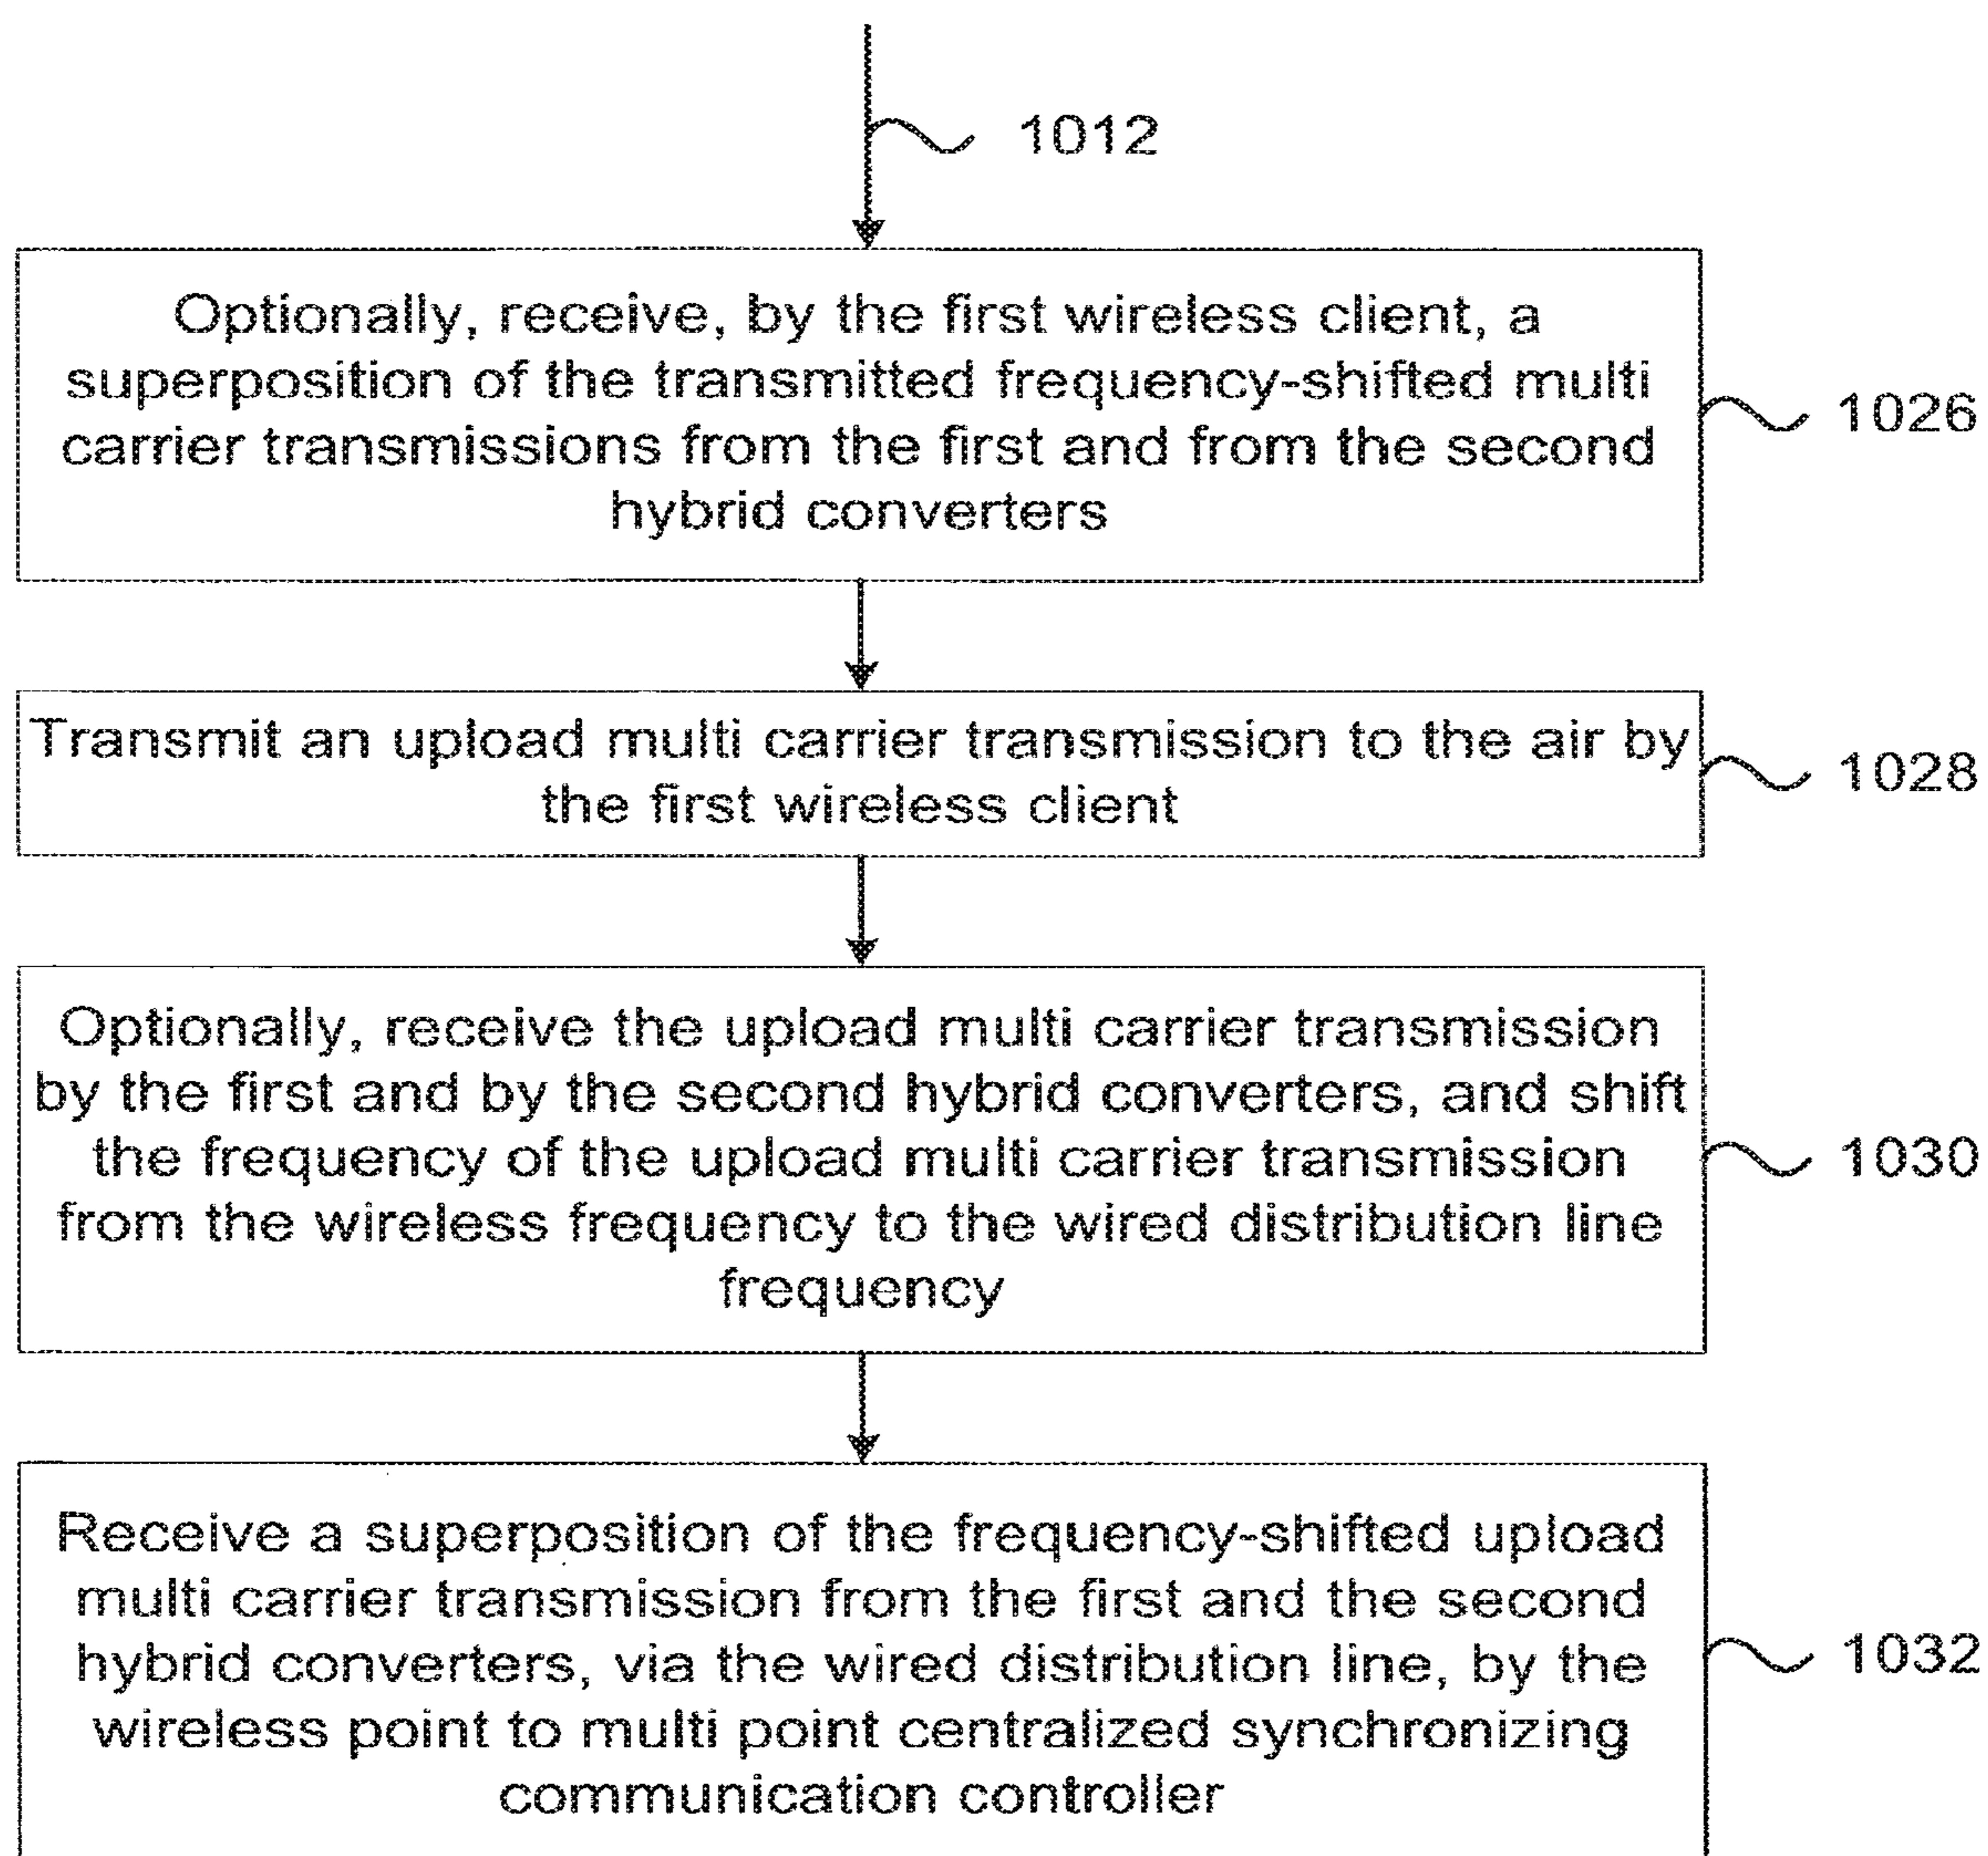 1012
Optionally, receive, by the first wireless client, a
superposition of the transmitted frequency-shifted multi
carrier transmissions from the first and from the second
hybrid converters
1026
Transmit an upload multi carrier transmission to the air by
the first wireless client
1028
Optionally, receive the upload multi carrier transmission
by the first and by the second hybrid converters, and shift
the frequency of the upload multi carrier transmission
from the wireless frequency to the wired distribution line
frequency
1030
Receive a superposition of the frequency-shifted upload
multi carrier transmission from the first and the second
hybrid converters, via the wired distribution line, by the
wireless point to multi point centralized synchronizing
communication controller
1032